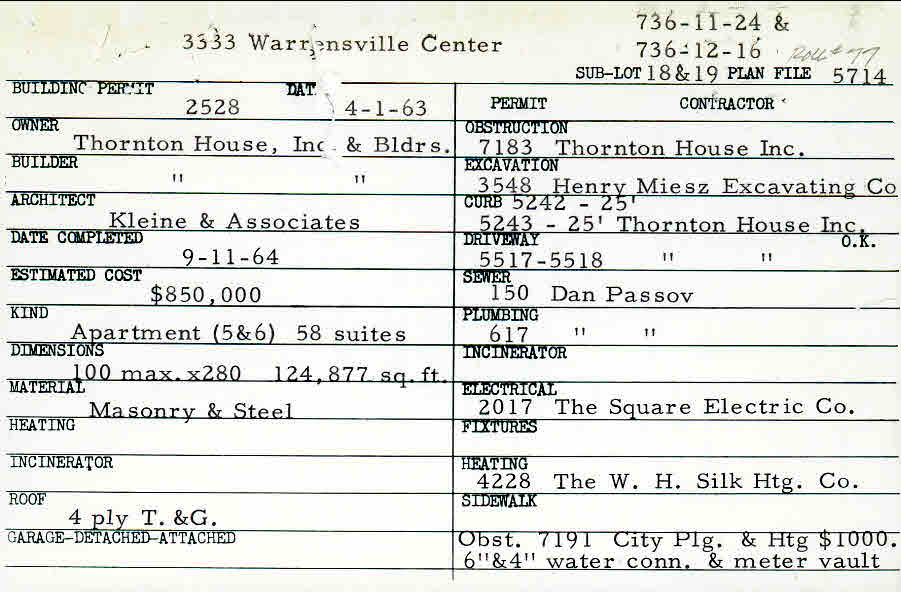 736-11-24 &
3333 Warrensville Center
736-12-16 Roll # 77
SUB-LOT 18&19 PLAN FILE 5714
BUILDING PERMIT DAT
2528 4-1-63
OWNER
Thornton House, Inc & Bldrs.
BUILDER
" "
ARCHITECT
Kleine & Associates
DATE COMPLETED
9-11-64
ESTIMATED COST
$850,000
KIND
Apartment (5&6) 58 suites
DIMENSIONS
100 max. x280 124,877 sq. ft.
MATERIAL
Masonry & Steel
HEATING
INCINERATOR
ROOF
4 ply T. &G.
GARAGE-DETACHED-ATTACHED
PERMIT CONTRACTOR
OBSTRUCTION
7183 Thornton House Inc.
EXCAVATION
3548 Henry Miesz Excavating Co
CURB 5242 - 25'
5243 - 25' Thornton House Inc.
DRIVEWAY O.K.
5517-5518 " "
SEWER
150 Dan Passov
PLUMBING
617 " "
INCINERATOR
ELECTRICAL
2017 The Square Electric Co.
FIXTURES
HEATING
4228 The W. H. Silk Htg. Co.
SIDEWALK
Obst. 7191 City Plg. & Htg $1000.
6"&4" water conn. & meter vault